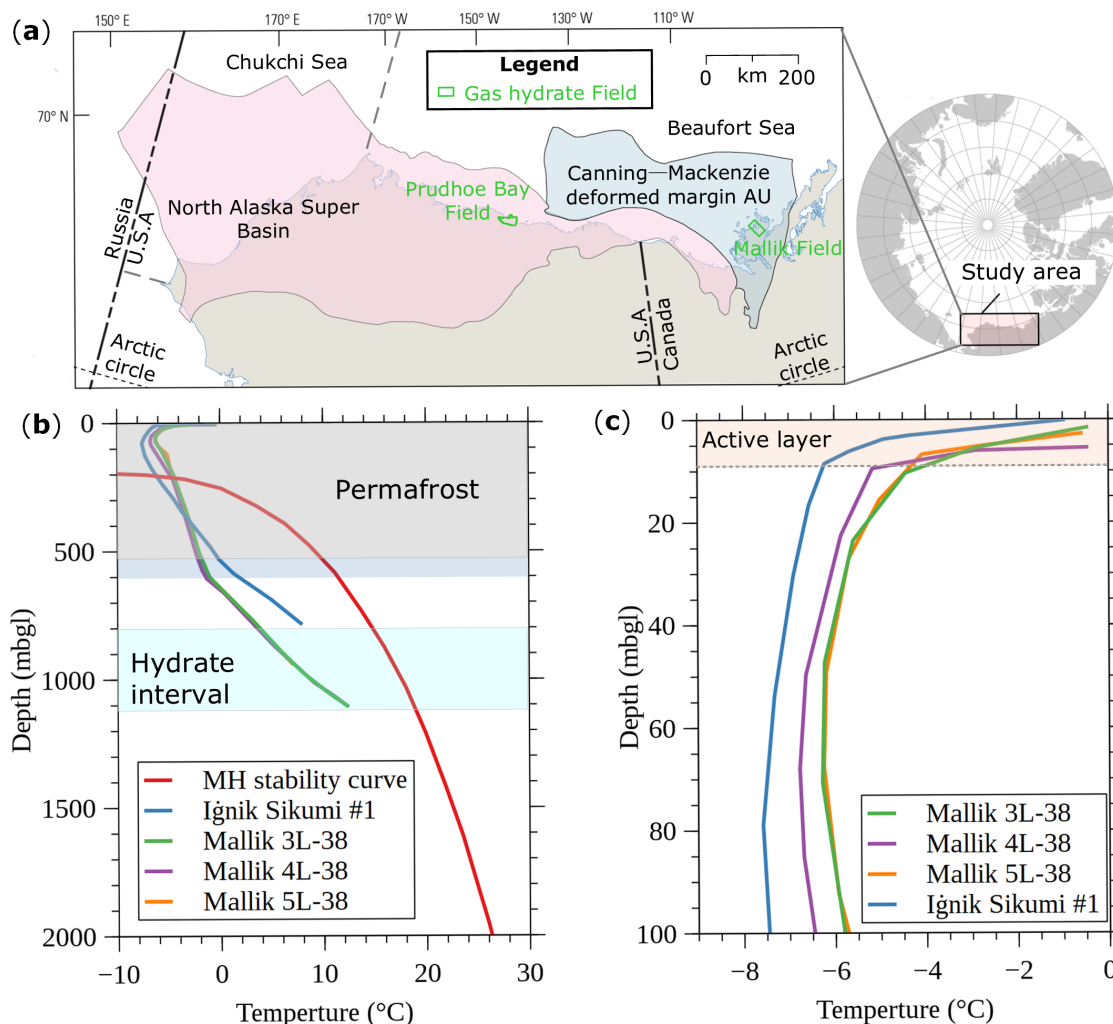 (a)
150°E
170°E
170°W
150°W
130°W
110°W
Chukchi Sea
Legend
Gas hydrate Field
0 km 200
70° N
Beaufort Sea
Canning—Mackenzie
deformed margin AU
Prudhoe Bay
Field
North Alaska Super
Basin
Mallik Field
Russia
U.S.A
Study area
U.S.A
Canada
Arctic
circle
Arctic
circle
(b)
0
500
1000
1500
2000
Depth (mbgl)
−10 0 10 20 30
Temperture (°C)
Permafrost
Hydrate
interval
MH stability curve
Iġnik Sikumi #1
Mallik 3L-38
Mallik 4L-38
Mallik 5L-38
(c)
0
20
40
60
80
100
Depth (mbgl)
−8 −6 −4 −2 0
Temperture (°C)
Active layer
Mallik 3L-38
Mallik 4L-38
Mallik 5L-38
Iġnik Sikumi #1